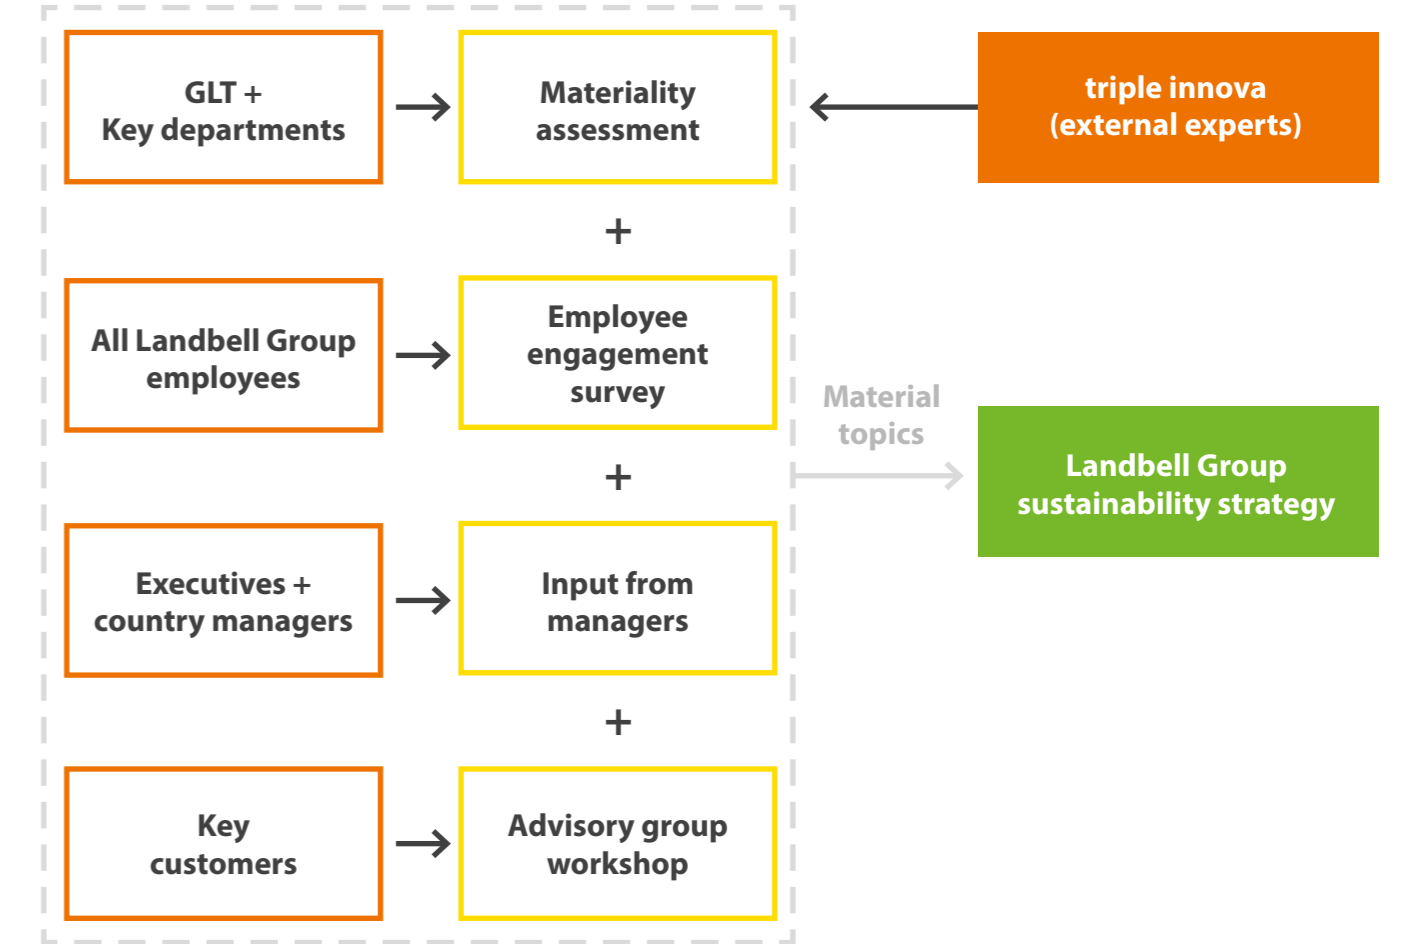 GLT +
Key departments
Materiality
assessment
triple innova
(external experts)
+
All Landbell Group
employees
Employee
engagement
survey
Material
topics
Landbell Group
sustainability strategy
+
Executives +
country managers
Input from
managers
+
Key
customers
Advisory group
workshop